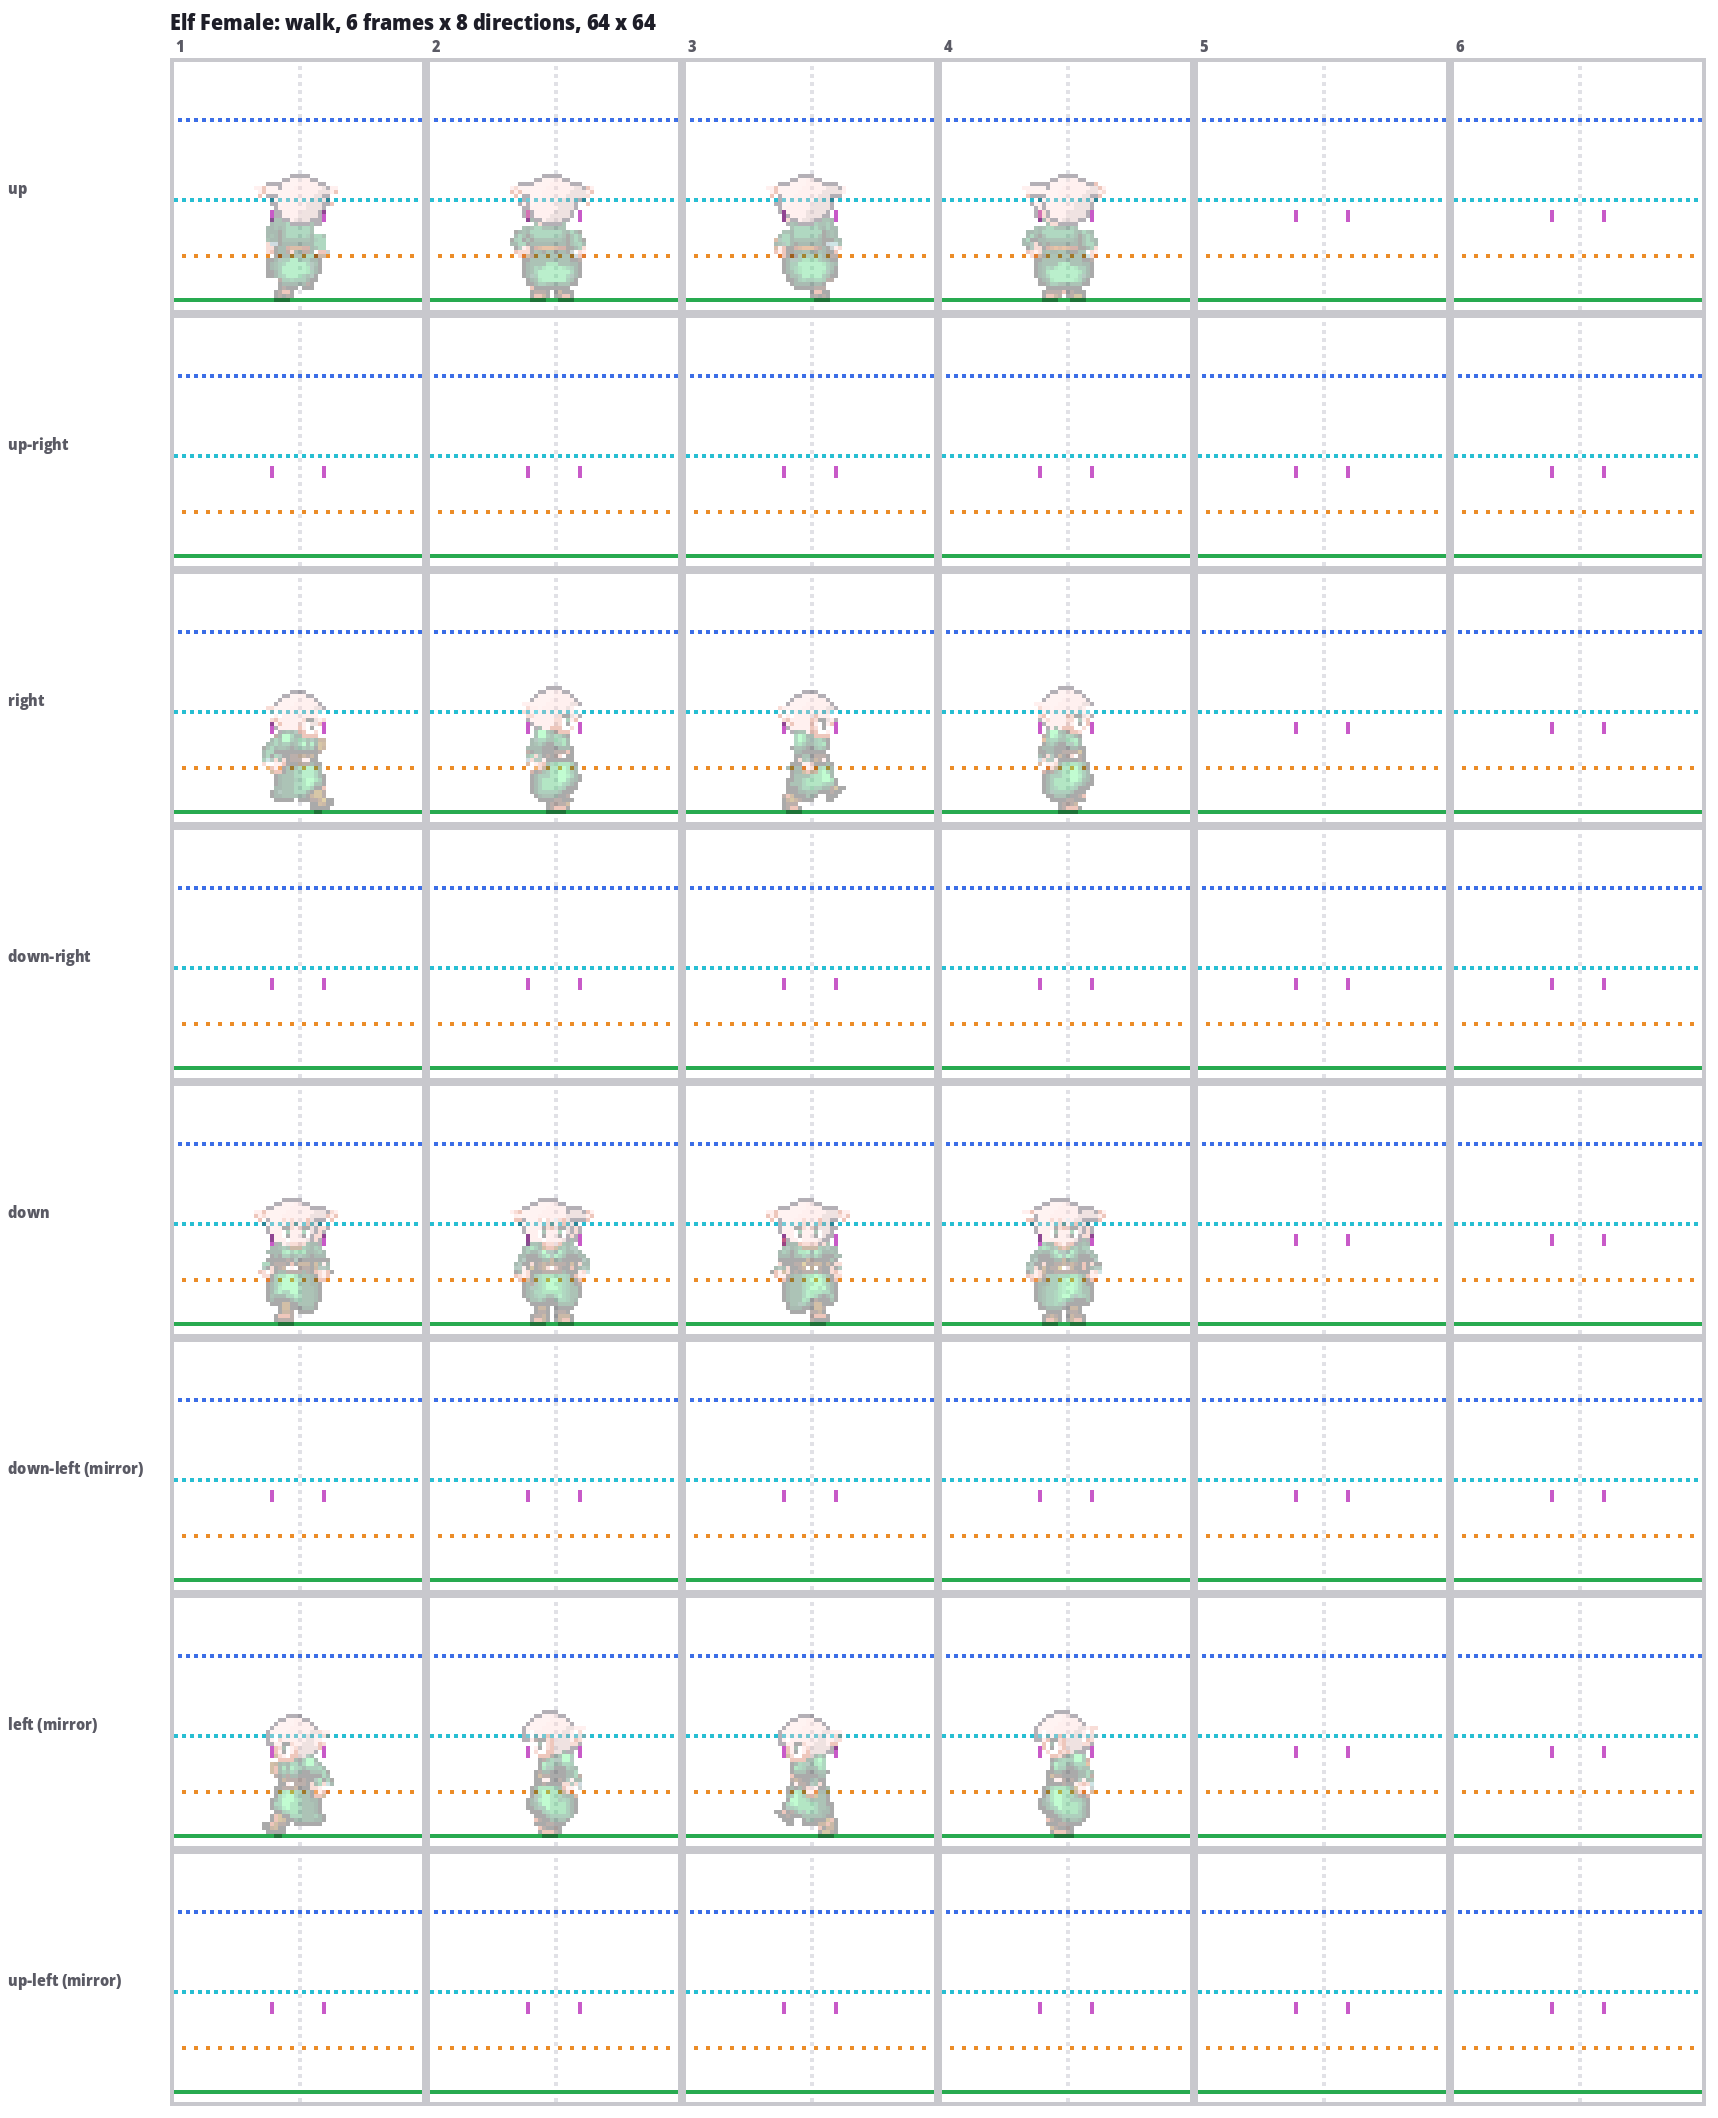 Elf Female: walk, 6 frames x 8 directions, 64 x 64
1 2 3 4 5 6
up
up-right
right
down-right
down
down-left (mirror)
left (mirror)
up-left (mirror)